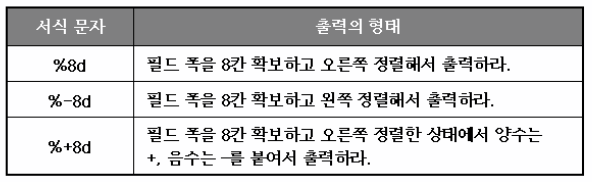 서식 문자 출력의 형태
%8d 필드 폭을 8칸 확보하고 오른쪽 정렬해서 출력하라.
%-8d 필드 폭을 8칸 확보하고 왼쪽 정렬해서 출력하라.
%+8d 필드 폭을 8칸 확보하고 오른쪽 정렬한 상태에서 양수는
+, 음수는 –를 붙여서 출력하라.